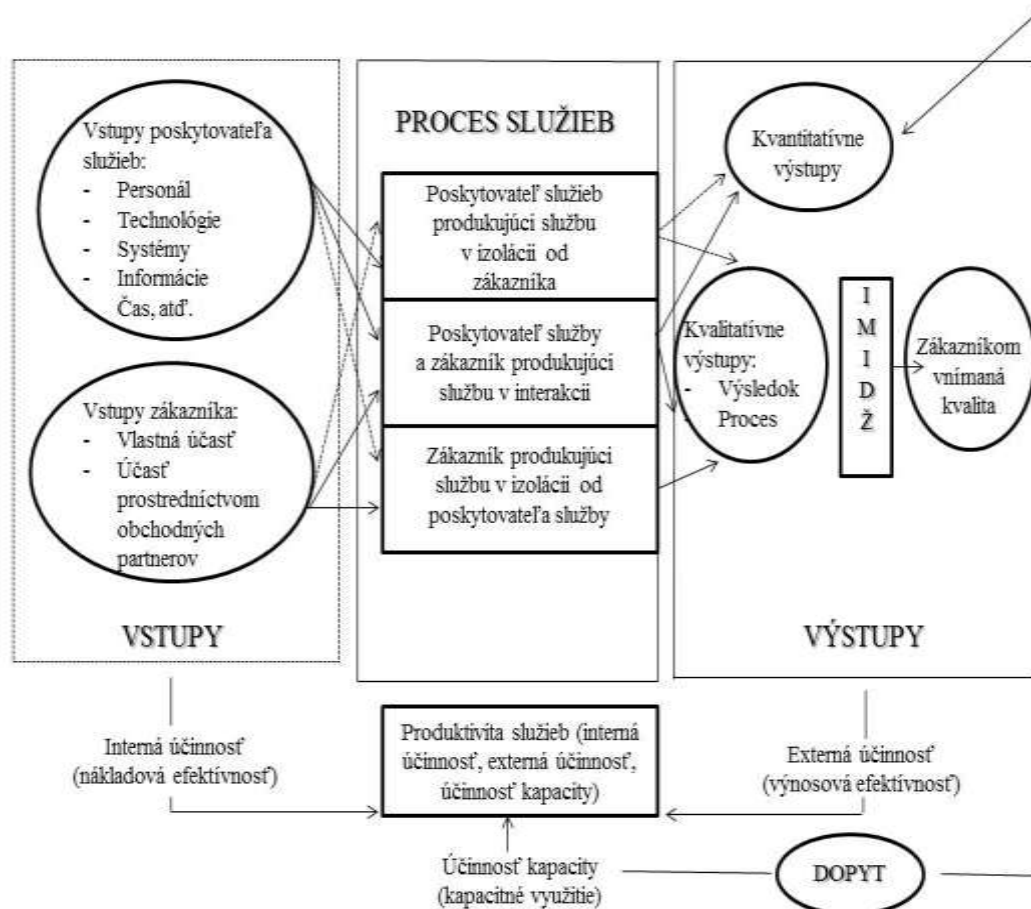 Vstupy poskytovateľa
služieb:
- Personál
- Technológie
- Systémy
- Informácie
- Čas, atď.
Vstupy zákazníka:
- Vlastná účasť
- Účasť
prostredníctvom
obchodných
partnerov
VSTUPY
PROCES SLUŽIEB
Poskytovateľ služieb
produkujúci službu
v izolácii od
zákazníka
Poskytovateľ služby
a zákazník produkujúci
službu v interakcii
Zákazník produkujúci
službu v izolácii od
poskytovateľa služby
Kvantitatívne
výstupy
Kvalitatívne
výstupy:
- Výsledok
- Proces
I
M
I
D
Ž
Zákazníkom
vnímaná
kvalita
VÝSTUPY
Interná účinnosť
(nákladová efektívnosť)
Produktivita služieb (interná
účinnosť, externá účinnosť,
účinnosť kapacity)
Externá účinnosť
(výnosová efektívnosť)
Účinnosť kapacity
(kapacitné využitie)
DOPYT